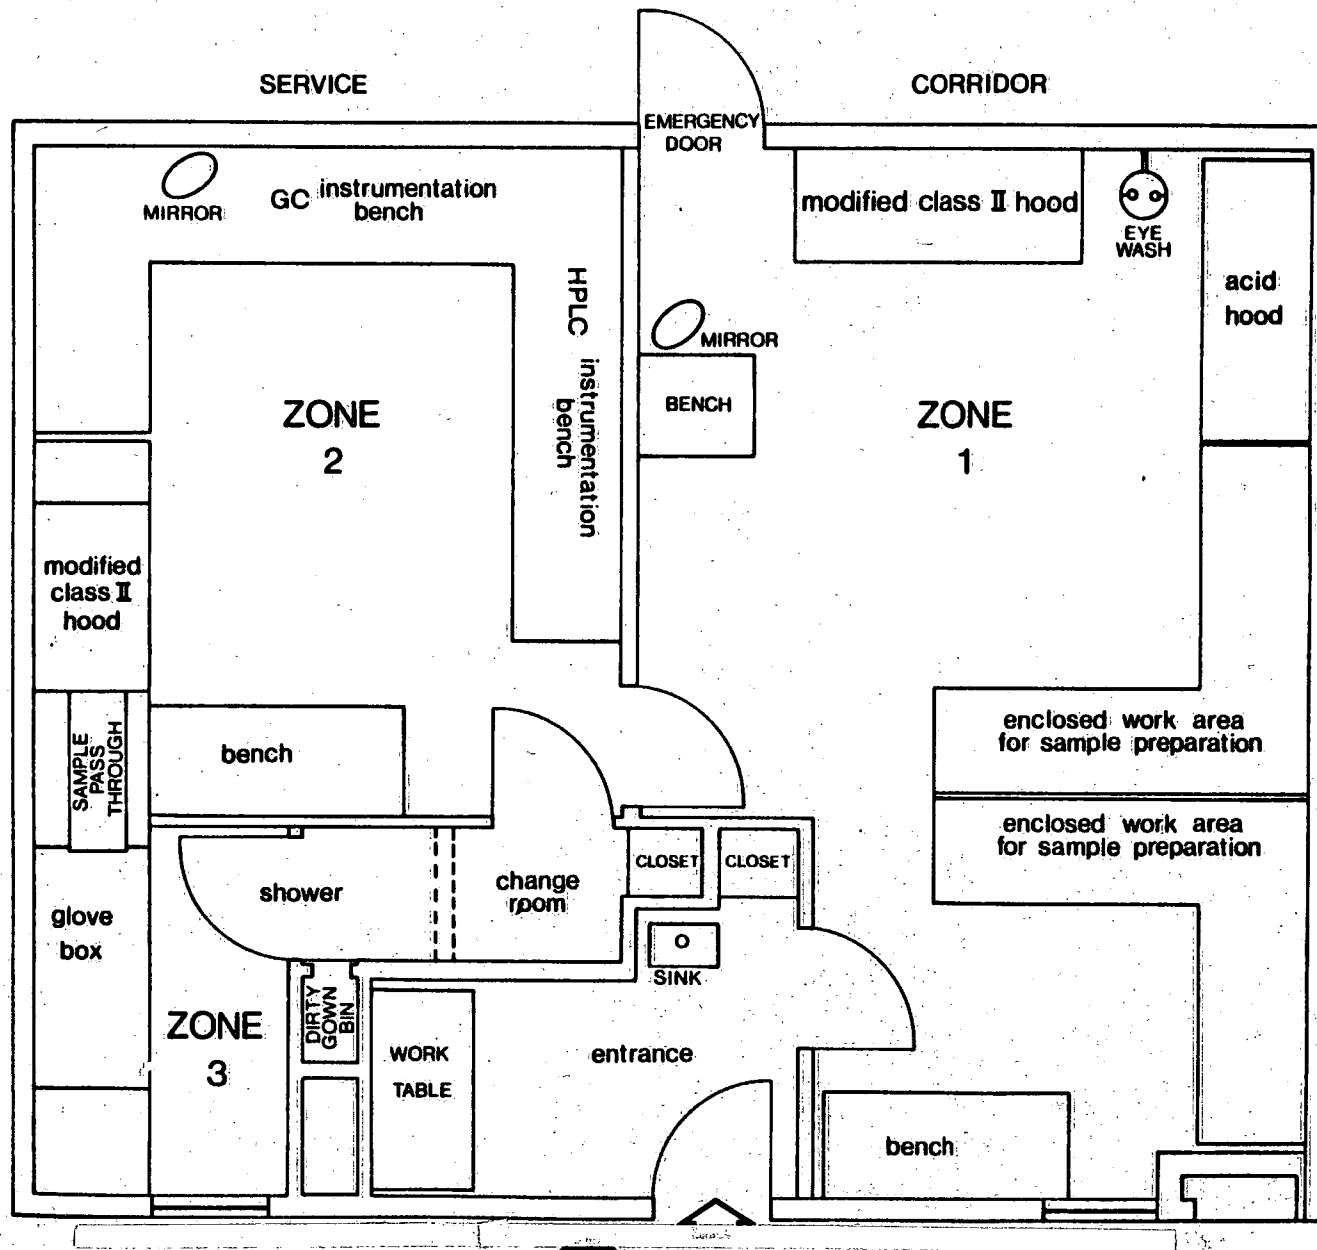 SERVICE
CORRIDOR
EMERGENCY
DOOR
MIRROR
GC instrumentation
bench
modified class II hood
EYE
WASH
acid
hood
HPLC instrumentation
bench
MIRROR
BENCH
ZONE
2
ZONE
1
modified
class II
hood
SAMPLE
PASS
THROUGH
bench
enclosed work area
for sample preparation
enclosed work area
for sample preparation
shower
change
room
CLOSET
CLOSET
glove
box
SINK
DIRTY
GOWN
BIN
ZONE
3
WORK
TABLE
entrance
bench